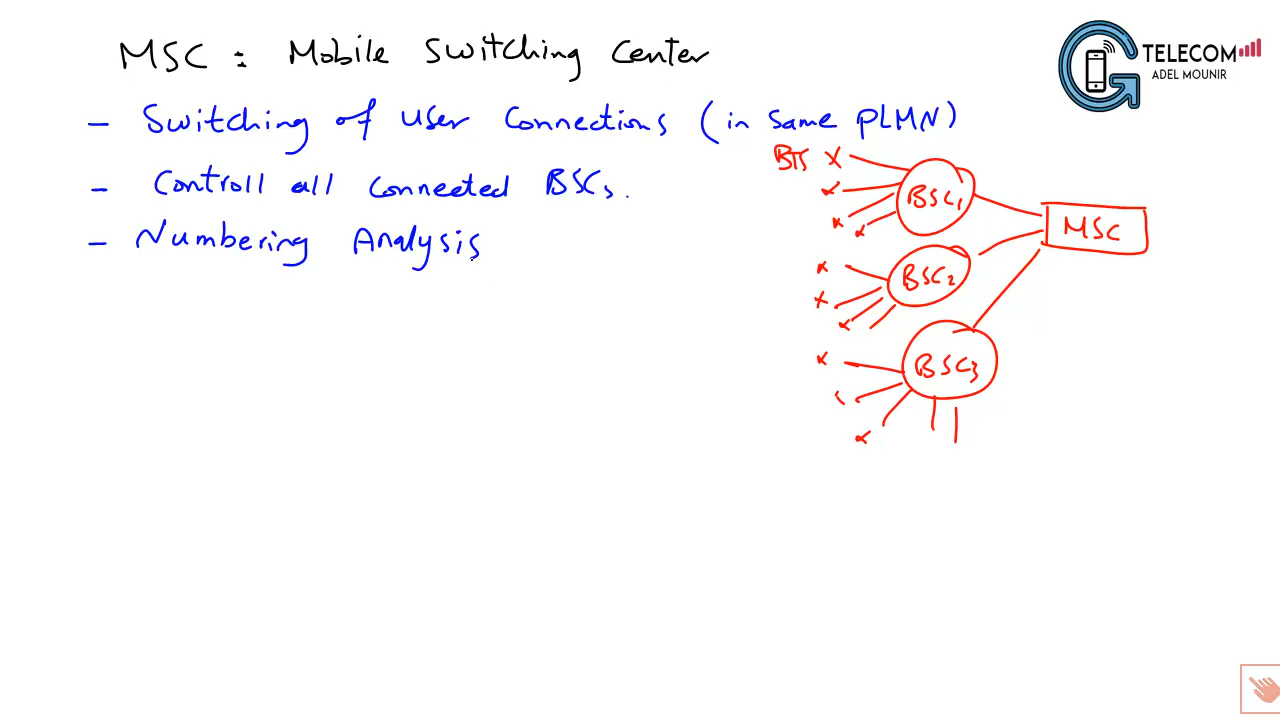 MSC : Mobile Switching Center
TELECOM
ADEL MOUNIR
- Switching of user Connections (in same PLMN)
- Controll all connected BSCs.
- Numbering Analysis
BTS X
BSC1
MSC
BSC2
BSC3